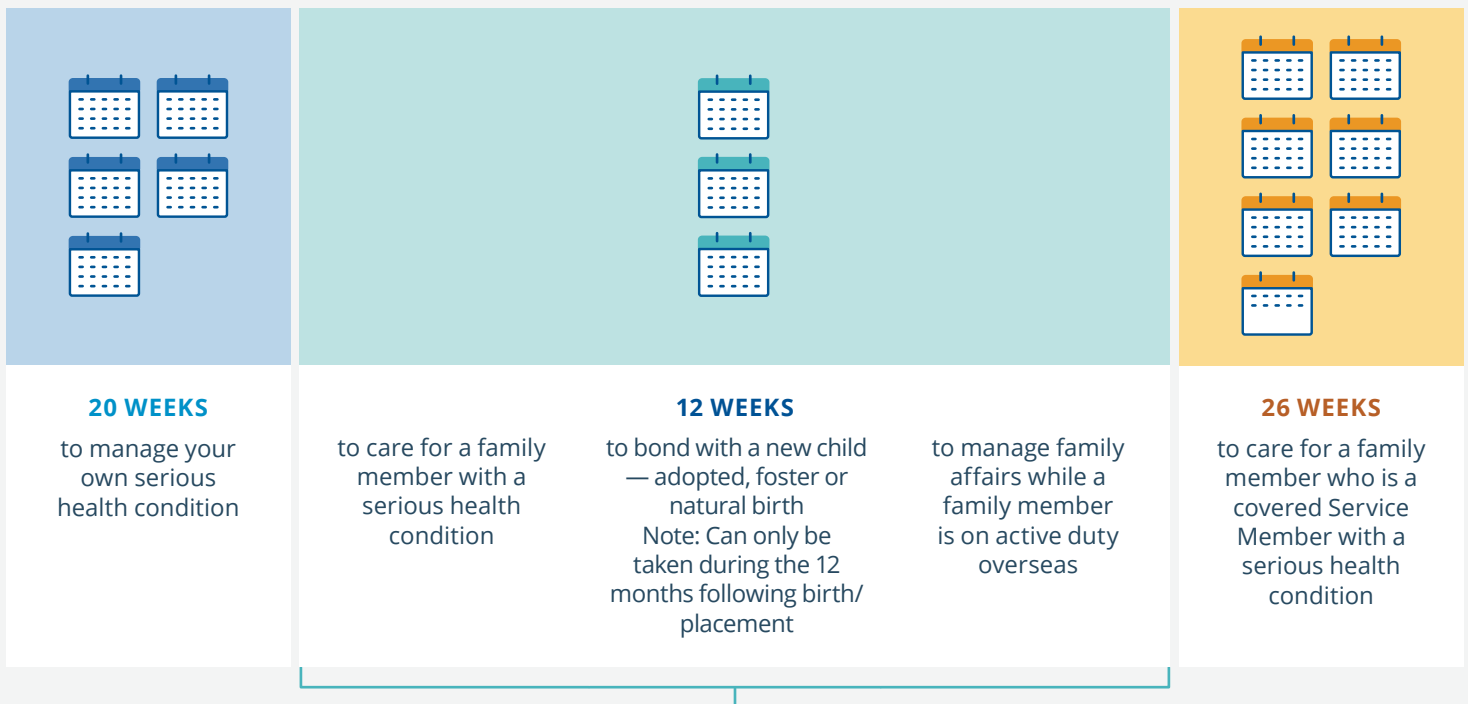 20 WEEKS
to manage your
own serious
health condition
12 WEEKS
to care for a family
member with a
serious health
condition
to bond with a new child
— adopted, foster or
natural birth
Note: Can only be
taken during the 12
months following birth/
placement
to manage family
affairs while a
family member
is on active duty
overseas
26 WEEKS
to care for a family
member who is a
covered Service
Member with a
serious health
condition